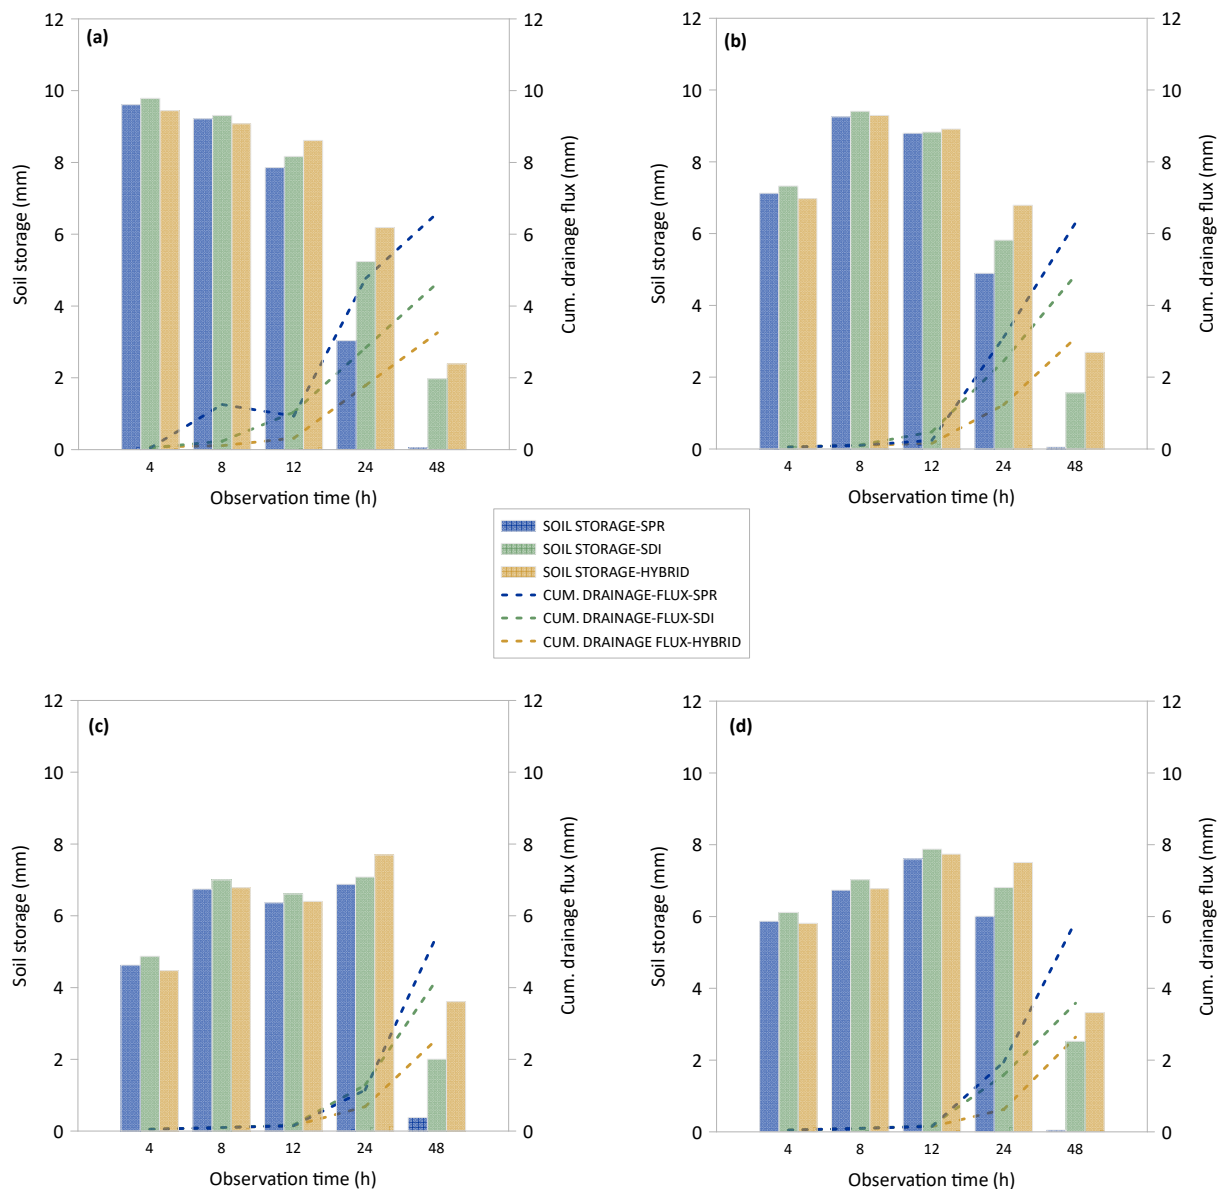 (a)
12
10
8
6
4
2
0
Soil storage (mm)
12
10
8
6
4
2
0
Cum. drainage flux (mm)
4 8 12 24 48
Observation time (h)
(b)
12
10
8
6
4
2
0
Soil storage (mm)
12
10
8
6
4
2
0
Cum. drainage flux (mm)
4 8 12 24 48
Observation time (h)
SOIL STORAGE-SPR
SOIL STORAGE-SDI
SOIL STORAGE-HYBRID
CUM. DRAINAGE-FLUX-SPR
CUM. DRAINAGE-FLUX-SDI
CUM. DRAINAGE FLUX-HYBRID
(c)
12
10
8
6
4
2
0
Soil storage (mm)
12
10
8
6
4
2
0
Cum. drainage flux (mm)
4 8 12 24 48
Observation time (h)
(d)
12
10
8
6
4
2
0
Soil storage (mm)
12
10
8
6
4
2
0
Cum. drainage flux (mm)
4 8 12 24 48
Observation time (h)